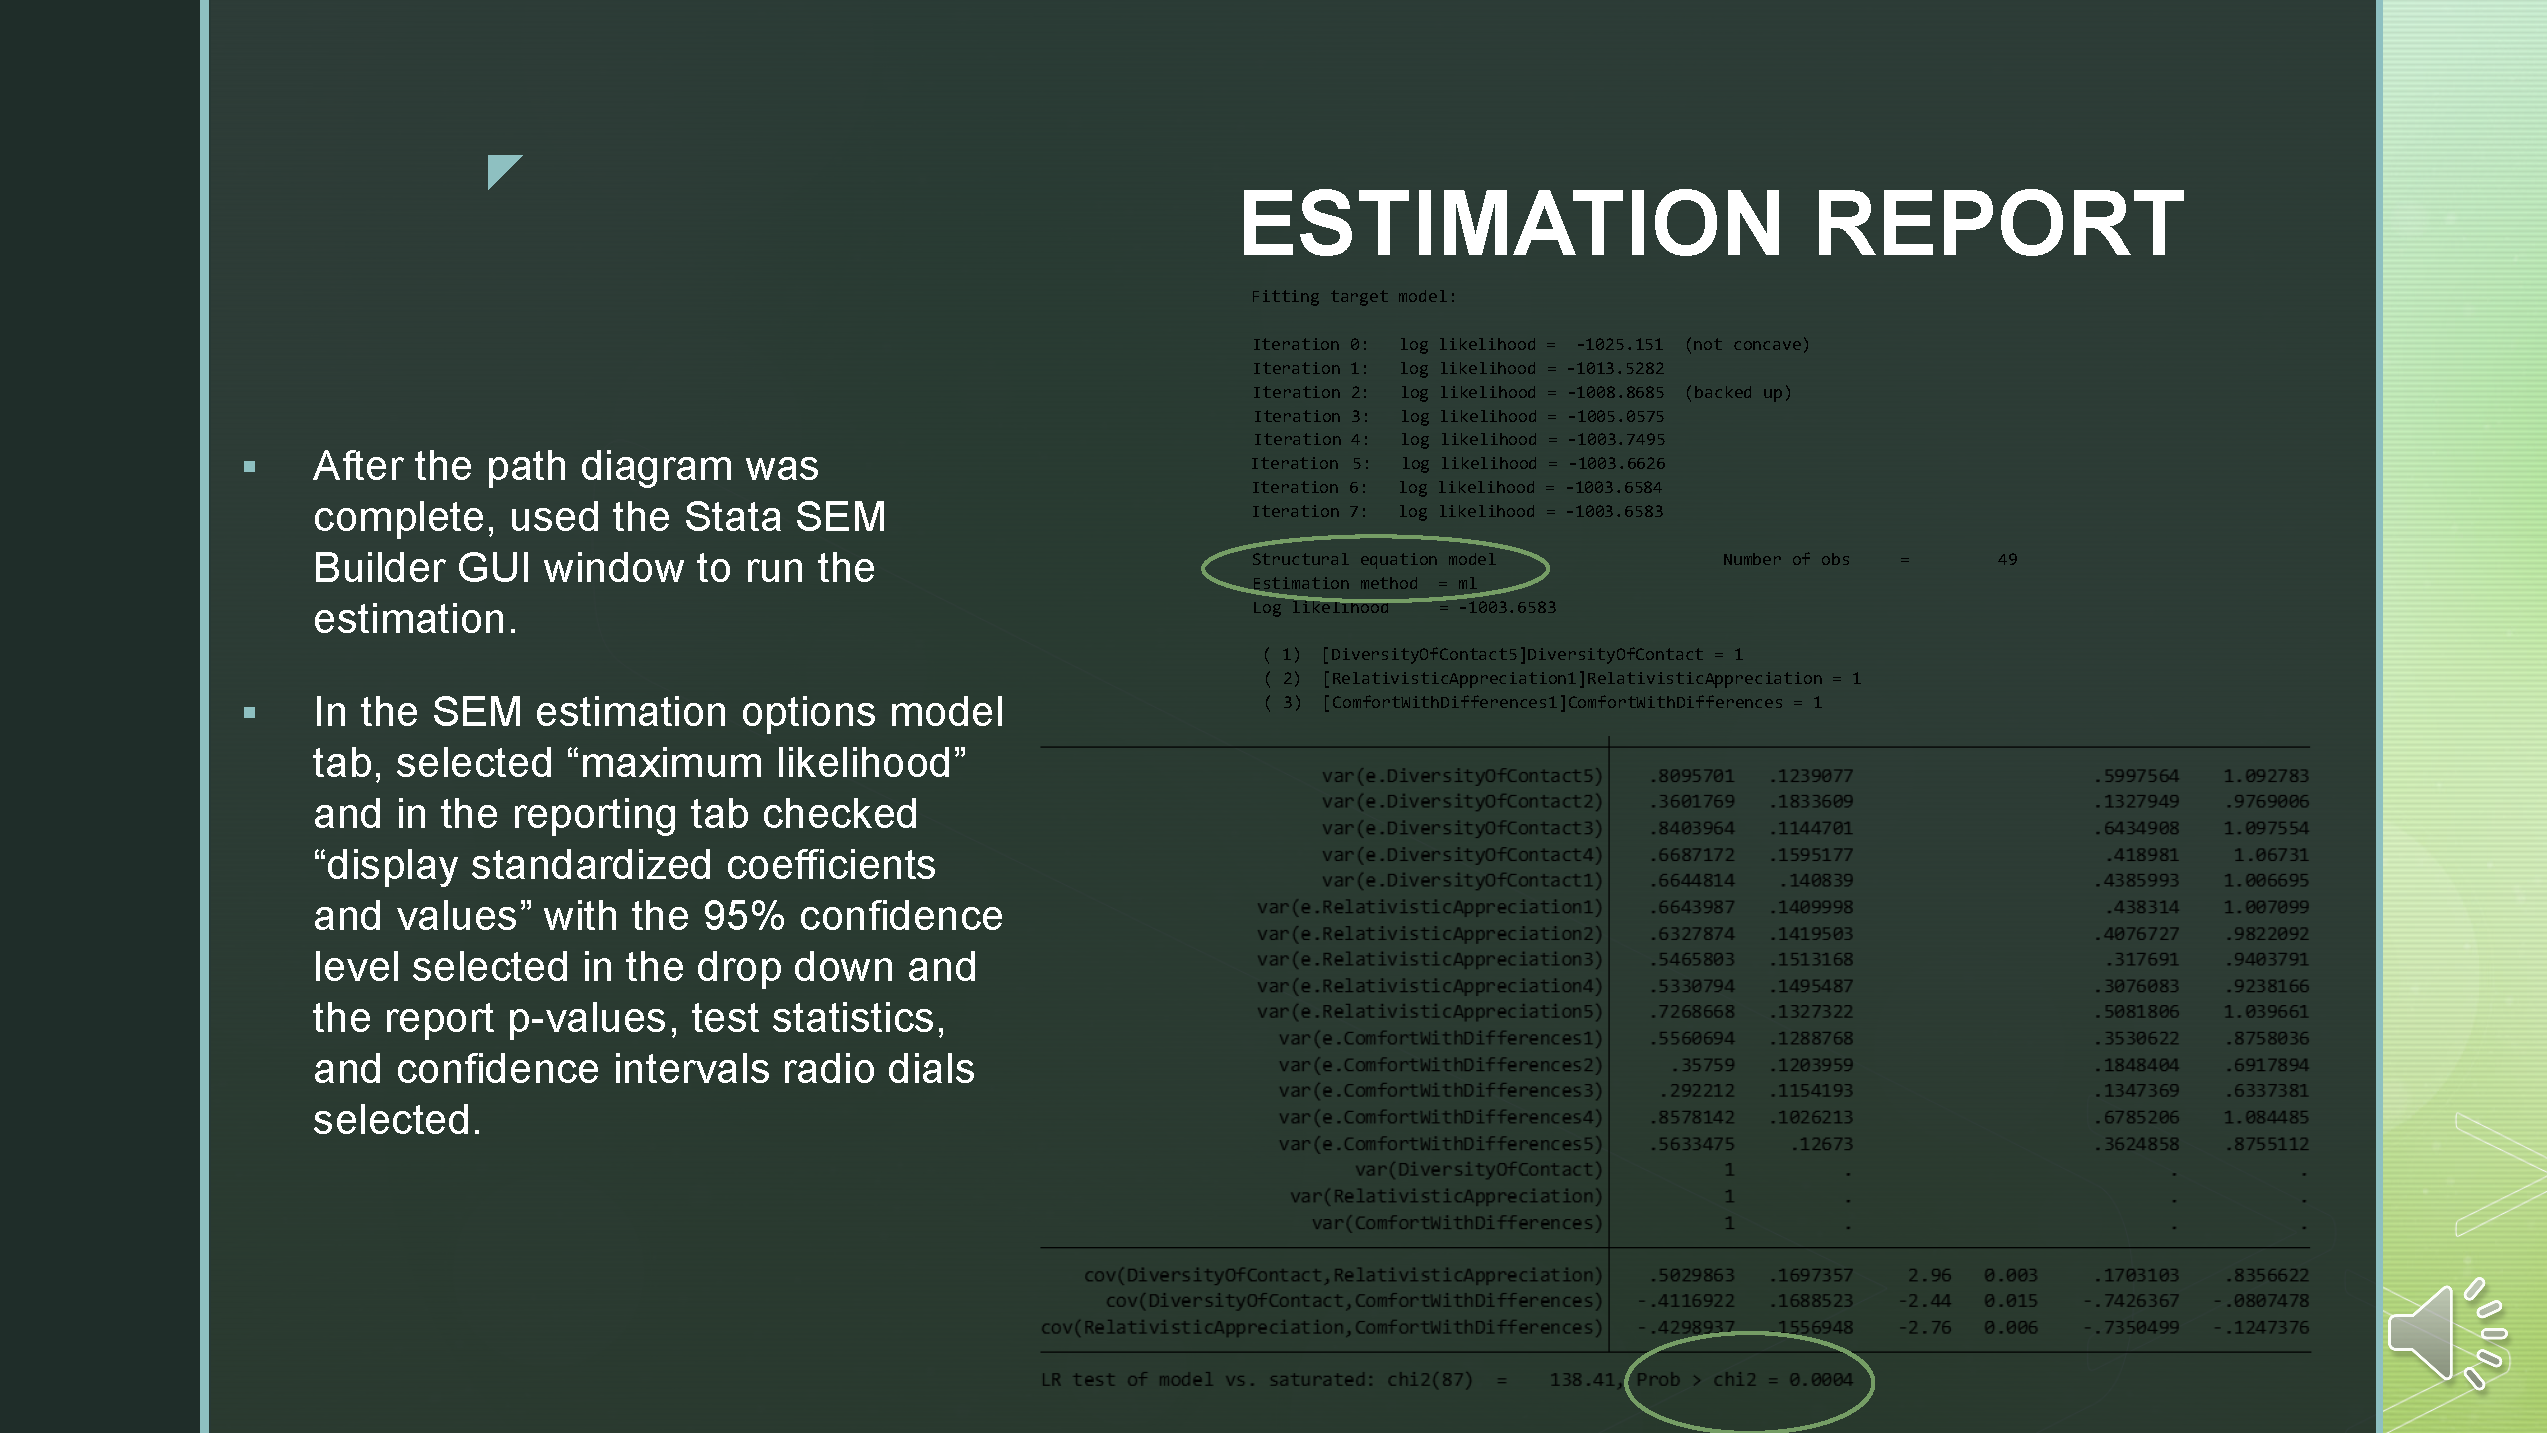 ESTIMATION REPORT
After the path diagram was
complete, used the Stata SEM
Builder GUI window to run the
estimation.
In the SEM estimation options model
tab, selected “maximum likelihood”
and in the reporting tab checked
“display standardized coefficients
and values” with the 95% confidence
level selected in the drop down and
the report p-values, test statistics,
and confidence intervals radio dials
selected.
Fitting target model:
Iteration 0: log likelihood = -1025.151 (not concave)
Iteration 1: log likelihood = -1013.5282
Iteration 2: log likelihood = -1008.8685 (backed up)
Iteration 3: log likelihood = -1005.0575
Iteration 4: log likelihood = -1003.7495
Iteration 5: log likelihood = -1003.6626
Iteration 6: log likelihood = -1003.6584
Iteration 7: log likelihood = -1003.6583
Structural equation model Number of obs = 49
Estimation method = ml
Log likelihood = -1003.6583
( 1) [DiversityOfContact5]DiversityOfContact = 1
( 2) [RelativisticAppreciation1]RelativisticAppreciation = 1
( 3) [ComfortWithDifferences1]ComfortWithDifferences = 1
var(e.DiversityOfContact5) .8095701 .1239077 .5997564 1.092783
var(e.DiversityOfContact2) .3601769 .1833609 .1327949 .9769006
var(e.DiversityOfContact3) .8403964 .1144701 .6434908 1.097554
var(e.DiversityOfContact4) .6687172 .1595177 .418981 1.06731
var(e.DiversityOfContact1) .6644814 .140839 .4385993 1.006695
var(e.RelativisticAppreciation1) .6643987 .1409998 .438314 1.007099
var(e.RelativisticAppreciation2) .6327874 .1419503 .4076727 .9822092
var(e.RelativisticAppreciation3) .5465803 .1513168 .317691 .9403791
var(e.RelativisticAppreciation4) .5330794 .1495487 .3076083 .9238166
var(e.RelativisticAppreciation5) .7268668 .1327322 .5081806 1.039661
var(e.ComfortWithDifferences1) .5560694 .1288768 .3530622 .8758036
var(e.ComfortWithDifferences2) .35759 .1203959 .1848404 .6917894
var(e.ComfortWithDifferences3) .292212 .1154193 .1347369 .6337381
var(e.ComfortWithDifferences4) .8578142 .1026213 .6785206 1.084485
var(e.ComfortWithDifferences5) .5633475 .12673 .3624858 .8755112
var(DiversityOfContact) 1 . . .
var(RelativisticAppreciation) 1 . . .
var(ComfortWithDifferences) 1 . . .
cov(DiversityOfContact,RelativisticAppreciation) .5029863 .1697357 2.96 0.003 .1703103 .8356622
cov(DiversityOfContact,ComfortWithDifferences) -.4116922 .1688523 -2.44 0.015 -.7426367 -.0807478
cov(RelativisticAppreciation,ComfortWithDifferences) -.4298937 .1556948 -2.76 0.006 -.7350499 -.1247376
LR test of model vs. saturated: chi2(87) = 138.41, Prob > chi2 = 0.0004